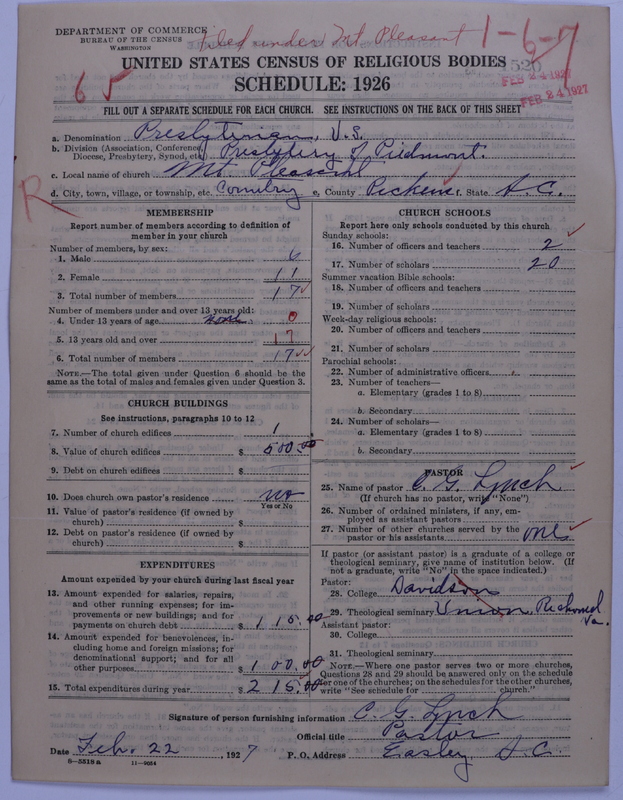 DEPARTMENT OF COMMERCE
BUREAU OF THE CENSUS
WASHINGTON
Filed under Mt Pleasant 1-6-7
UNITED STATES CENSUS OF RELIGIOUS BODIES
SCHEDULE: 1926
65
520
FEB 24 1927
FEB 24 1927
FILL OUT A SEPARATE SCHEDULE FOR EACH CHURCH. SEE INSTRUCTIONS ON THE BACK OF THIS SHEET
a. Denomination Presbyterian, U.S.
b. Division (Association, Conference, Diocese, Presbytery, Synod, etc.) Presbytery of Piedmont.
c. Local name of church Mt Pleasant
d. City, town, village, or township, etc. Country e. County Pickens f. State S.C.
R
MEMBERSHIP
Report number of members according to definition of
member in your church
Number of members, by sex:
1. Male 6
2. Female 11
3. Total number of members 17
Number of members under and over 13 years old:
4. Under 13 years of age none 0
5. 13 years old and over 17
6. Total number of members 17
NOTE.—The total given under Question 6 should be
same as the total of males and females given under Question 3.
CHURCH BUILDINGS
See instructions, paragraphs 10 to 12
7. Number of church edifices 1
8. Value of church edifices $ 500.00
9. Debt on church edifices $
10. Does church own pastor's residence no
Yes or No
11. Value of pastor's residence (if owned by
church) $
12. Debt on pastor's residence (if owned by
church) $
EXPENDITURES
Amount expended by your church during last fiscal year
13. Amount expended for salaries, repairs,
and other running expenses; for im-
provements or new buildings; and for
payments on church debt $ 115.00
14. Amount expended for benevolences, in-
cluding home and foreign missions; for
denominational support; and for all
other purposes $ 100.00
15. Total expenditures during year $ 215.00
CHURCH SCHOOLS
Report here only schools conducted by this church
Sunday schools:
16. Number of officers and teachers 2
17. Number of scholars 20
Summer vacation Bible schools:
18. Number of officers and teachers
19. Number of scholars
Week-day religious schools:
20. Number of officers and teachers
21. Number of scholars
Parochial schools:
22. Number of administrative officers
23. Number of teachers—
a. Elementary (grades 1 to 8)
b. Secondary
24. Number of scholars—
a. Elementary (grades 1 to 8)
b. Secondary
PASTOR
25. Name of pastor C. G. Lynch
(If church has no pastor, write "None")
26. Number of ordained ministers, if any, em-
ployed as assistant pastors
27. Number of other churches served by the
pastor or his assistants one
If pastor (or assistant pastor) is a graduate of a college or
theological seminary, give name of institution below. (If
not a graduate, write "No" in the space indicated.)
Pastor:
28. College Davidson
29. Theological seminary Union, Richmond Va.
Assistant pastor:
30. College
31. Theological seminary
NOTE.—Where one pastor serves two or more churches,
Questions 28 and 29 should be answered only on the schedule
for one of the churches; on the schedules for the other churches,
write "See schedule for church."
Signature of person furnishing information C. G. Lynch
Official title Pastor
Date Feb. 22, 1927 P. O. Address Easley S.C.
8—5518a 11—9054